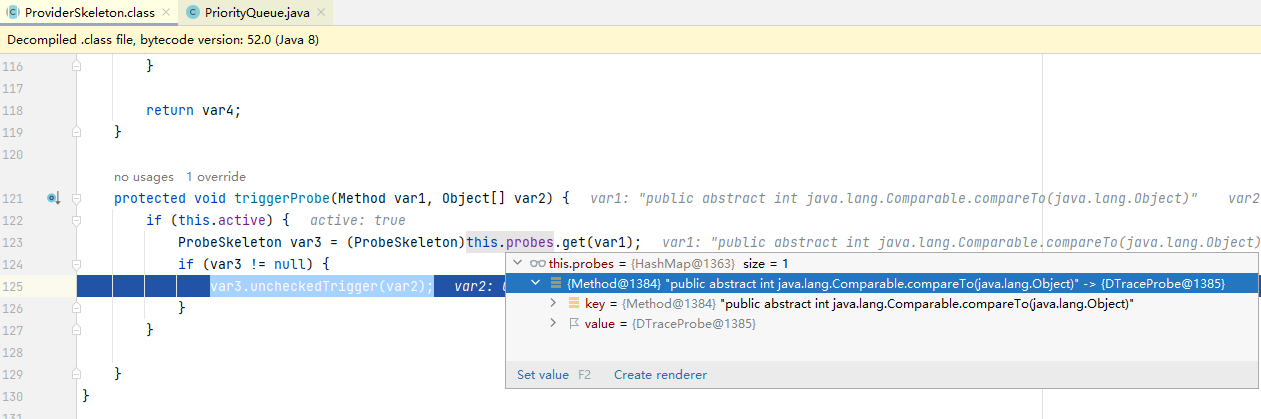 ProviderSkeleton.class PriorityQueue.java
Decompiled .class file, bytecode version: 52.0 (Java 8)
116 }
117
118 return var4;
119 }
120
no usages 1 override
121 protected void triggerProbe(Method var1, Object[] var2) { var1: "public abstract int java.lang.Comparable.compareTo(java.lang.Object)" var2
122 if (this.active) { active: true
123 ProbeSkeleton var3 = (ProbeSkeleton)this.probes.get(var1); var1: "public abstract int java.lang.Comparable.compareTo(java.lang.Object)
124 if (var3 != null) {
this.probes = {HashMap@1363} size = 1
125 var3.uncheckedTrigger(var2); var2:
{Method@1384} "public abstract int java.lang.Comparable.compareTo(java.lang.Object)" -> {DTraceProbe@1385}
126 }
key = {Method@1384} "public abstract int java.lang.Comparable.compareTo(java.lang.Object)"
127 }
value = {DTraceProbe@1385}
128
129 }
Set value F2 Create renderer
130 }
131